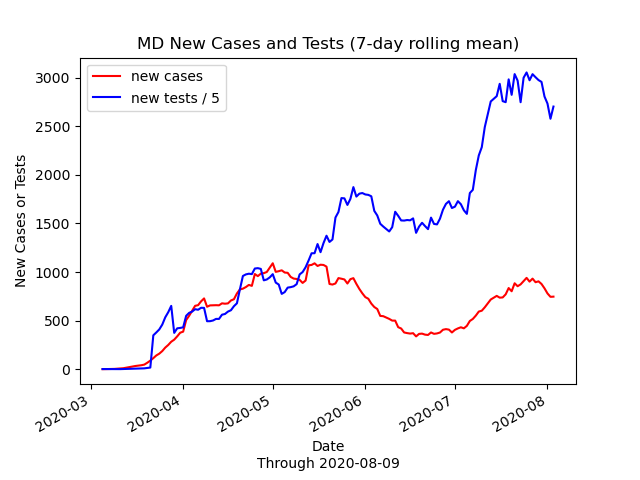 MD New Cases and Tests (7-day rolling mean)
new cases
new tests / 5
New Cases or Tests
3000
2500
2000
1500
1000
500
0
2020-03
2020-04
2020-05
2020-06
2020-07
2020-08
Date
Through 2020-08-09